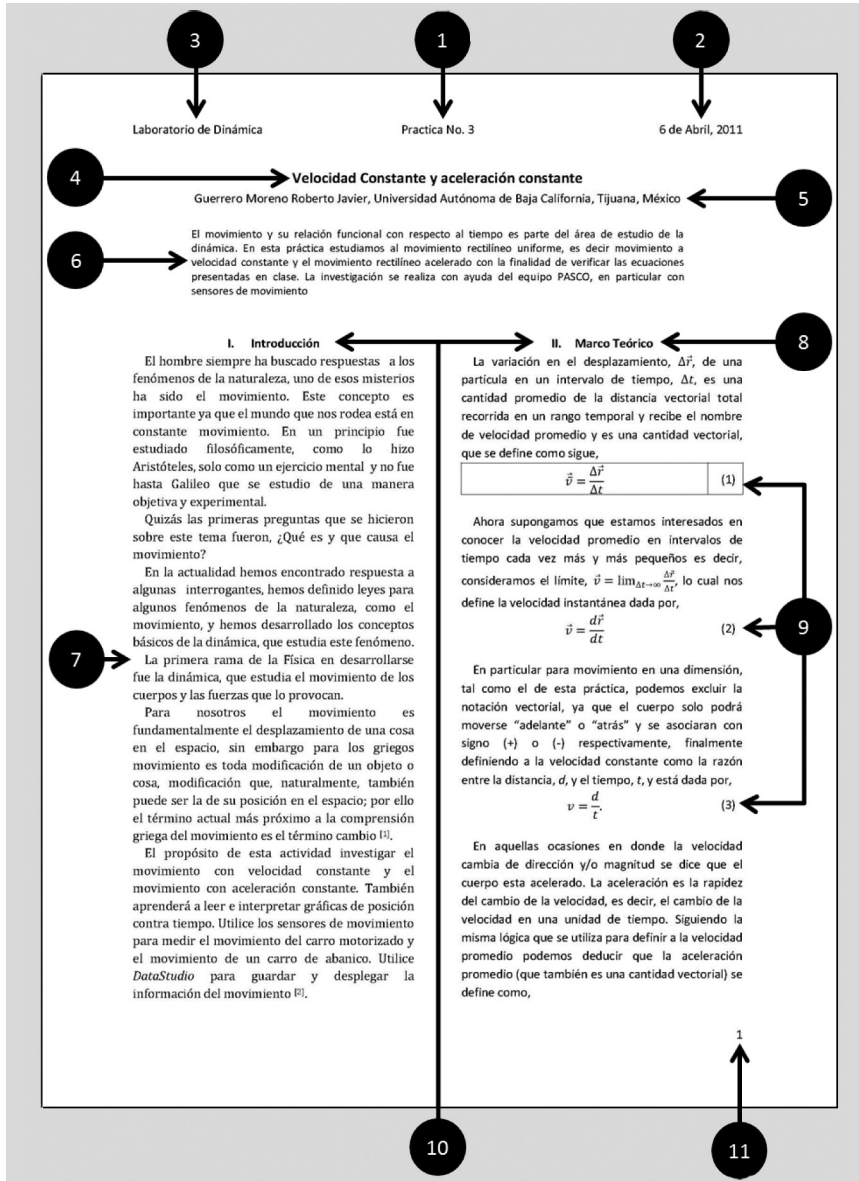 3
1
2
Laboratorio de Dinámica
Practica No. 3
6 de Abril, 2011
4
Velocidad Constante y aceleración constante
Guerrero Moreno Roberto Javier, Universidad Autónoma de Baja California, Tijuana, México
5
6
El movimiento y su relación funcional con respecto al tiempo es parte del área de estudio de la
dinámica. En esta práctica estudiamos al movimiento rectilíneo uniforme, es decir movimiento a
velocidad constante y el movimiento rectilíneo acelerado con la finalidad de verificar las ecuaciones
presentadas en clase. La investigación se realiza con ayuda del equipo PASCO, en particular con
sensores de movimiento
I. Introducción
El hombre siempre ha buscado respuestas a los
fenómenos de la naturaleza, uno de esos misterios
ha sido el movimiento. Este concepto es
importante ya que el mundo que nos rodea está en
constante movimiento. En un principio fue
estudiado filosóficamente, como lo hizo
Aristóteles, solo como un ejercicio mental y no fue
hasta Galileo que se estudio de una manera
objetiva y experimental.
Quizás las primeras preguntas que se hicieron
sobre este tema fueron, ¿Qué es y que causa el
movimiento?
En la actualidad hemos encontrado respuesta a
algunas interrogantes, hemos definido leyes para
algunos fenómenos de la naturaleza, como el
movimiento, y hemos desarrollado los conceptos
básicos de la dinámica, que estudia este fenómeno.
7
La primera rama de la Física en desarrollarse
fue la dinámica, que estudia el movimiento de los
cuerpos y las fuerzas que lo provocan.
Para nosotros el movimiento es
fundamentalmente el desplazamiento de una cosa
en el espacio, sin embargo para los griegos
movimiento es toda modificación de un objeto o
cosa, modificación que, naturalmente, también
puede ser la de su posición en el espacio; por ello
el término actual más próximo a la comprensión
griega del movimiento es el término cambio [1].
El propósito de esta actividad investigar el
movimiento con velocidad constante y el
movimiento con aceleración constante. También
aprenderá a leer e interpretar gráficas de posición
contra tiempo. Utilice los sensores de movimiento
para medir el movimiento del carro motorizado y
el movimiento de un carro de abanico. Utilice
DataStudio para guardar y desplegar la
información del movimiento [2].
II. Marco Teórico
8
La variación en el desplazamiento, Δr⃗, de una
partícula en un intervalo de tiempo, Δt, es una
cantidad promedio de la distancia vectorial total
recorrida en un rango temporal y recibe el nombre
de velocidad promedio y es una cantidad vectorial,
que se define como sigue,
v̄⃗ = Δr⃗/Δt (1)
Ahora supongamos que estamos interesados en
conocer la velocidad promedio en intervalos de
tiempo cada vez más y más pequeños es decir,
consideramos el límite, v⃗ = lim Δt→∞ Δr⃗/Δt, lo cual nos
define la velocidad instantánea dada por,
v⃗ = dr⃗/dt (2)
9
En particular para movimiento en una dimensión,
tal como el de esta práctica, podemos excluir la
notación vectorial, ya que el cuerpo solo podrá
moverse “adelante” o “atrás” y se asociaran con
signo (+) o (-) respectivamente, finalmente
definiendo a la velocidad constante como la razón
entre la distancia, d, y el tiempo, t, y está dada por,
v = d/t. (3)
En aquellas ocasiones en donde la velocidad
cambia de dirección y/o magnitud se dice que el
cuerpo esta acelerado. La aceleración es la rapidez
del cambio de la velocidad, es decir, el cambio de la
velocidad en una unidad de tiempo. Siguiendo la
misma lógica que se utiliza para definir a la velocidad
promedio podemos deducir que la aceleración
promedio (que también es una cantidad vectorial) se
define como,
1
10
11